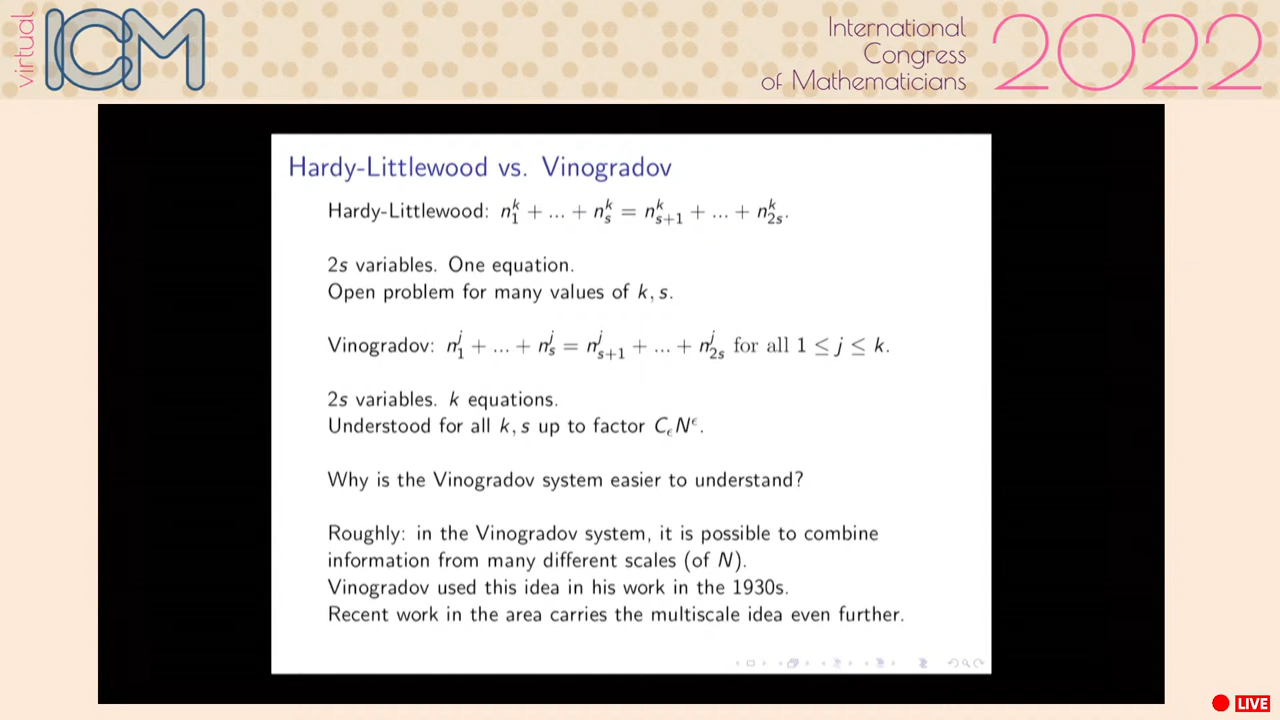 virtual
ICM
International
Congress
of Mathematicians
2022
Hardy-Littlewood vs. Vinogradov
Hardy-Littlewood: n_1^k + ... + n_s^k = n_{s+1}^k + ... + n_{2s}^k.
2s variables. One equation.
Open problem for many values of k, s.
Vinogradov: n_1^j + ... + n_s^j = n_{s+1}^j + ... + n_{2s}^j for all 1 ≤ j ≤ k.
2s variables. k equations.
Understood for all k, s up to factor C_ϵ N^ϵ.
Why is the Vinogradov system easier to understand?
Roughly: in the Vinogradov system, it is possible to combine
information from many different scales (of N).
Vinogradov used this idea in his work in the 1930s.
Recent work in the area carries the multiscale idea even further.
LIVE